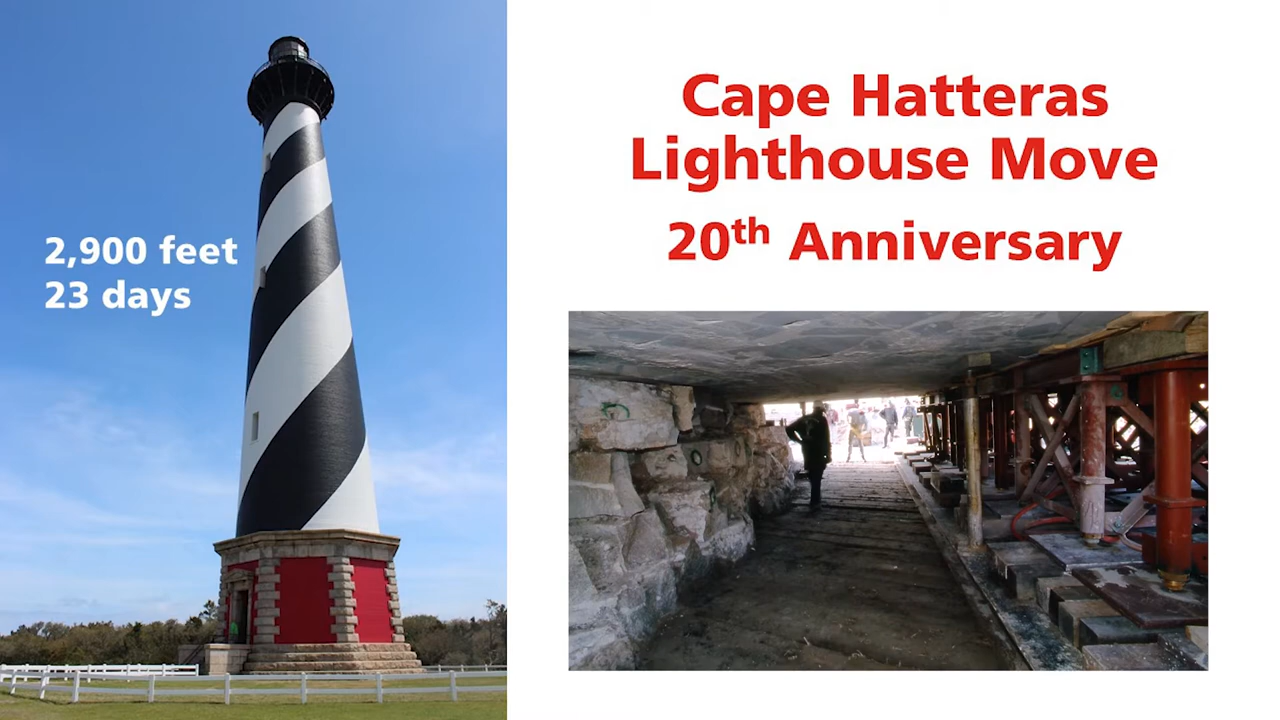 2,900 feet
23 days
Cape Hatteras
Lighthouse Move
20th Anniversary